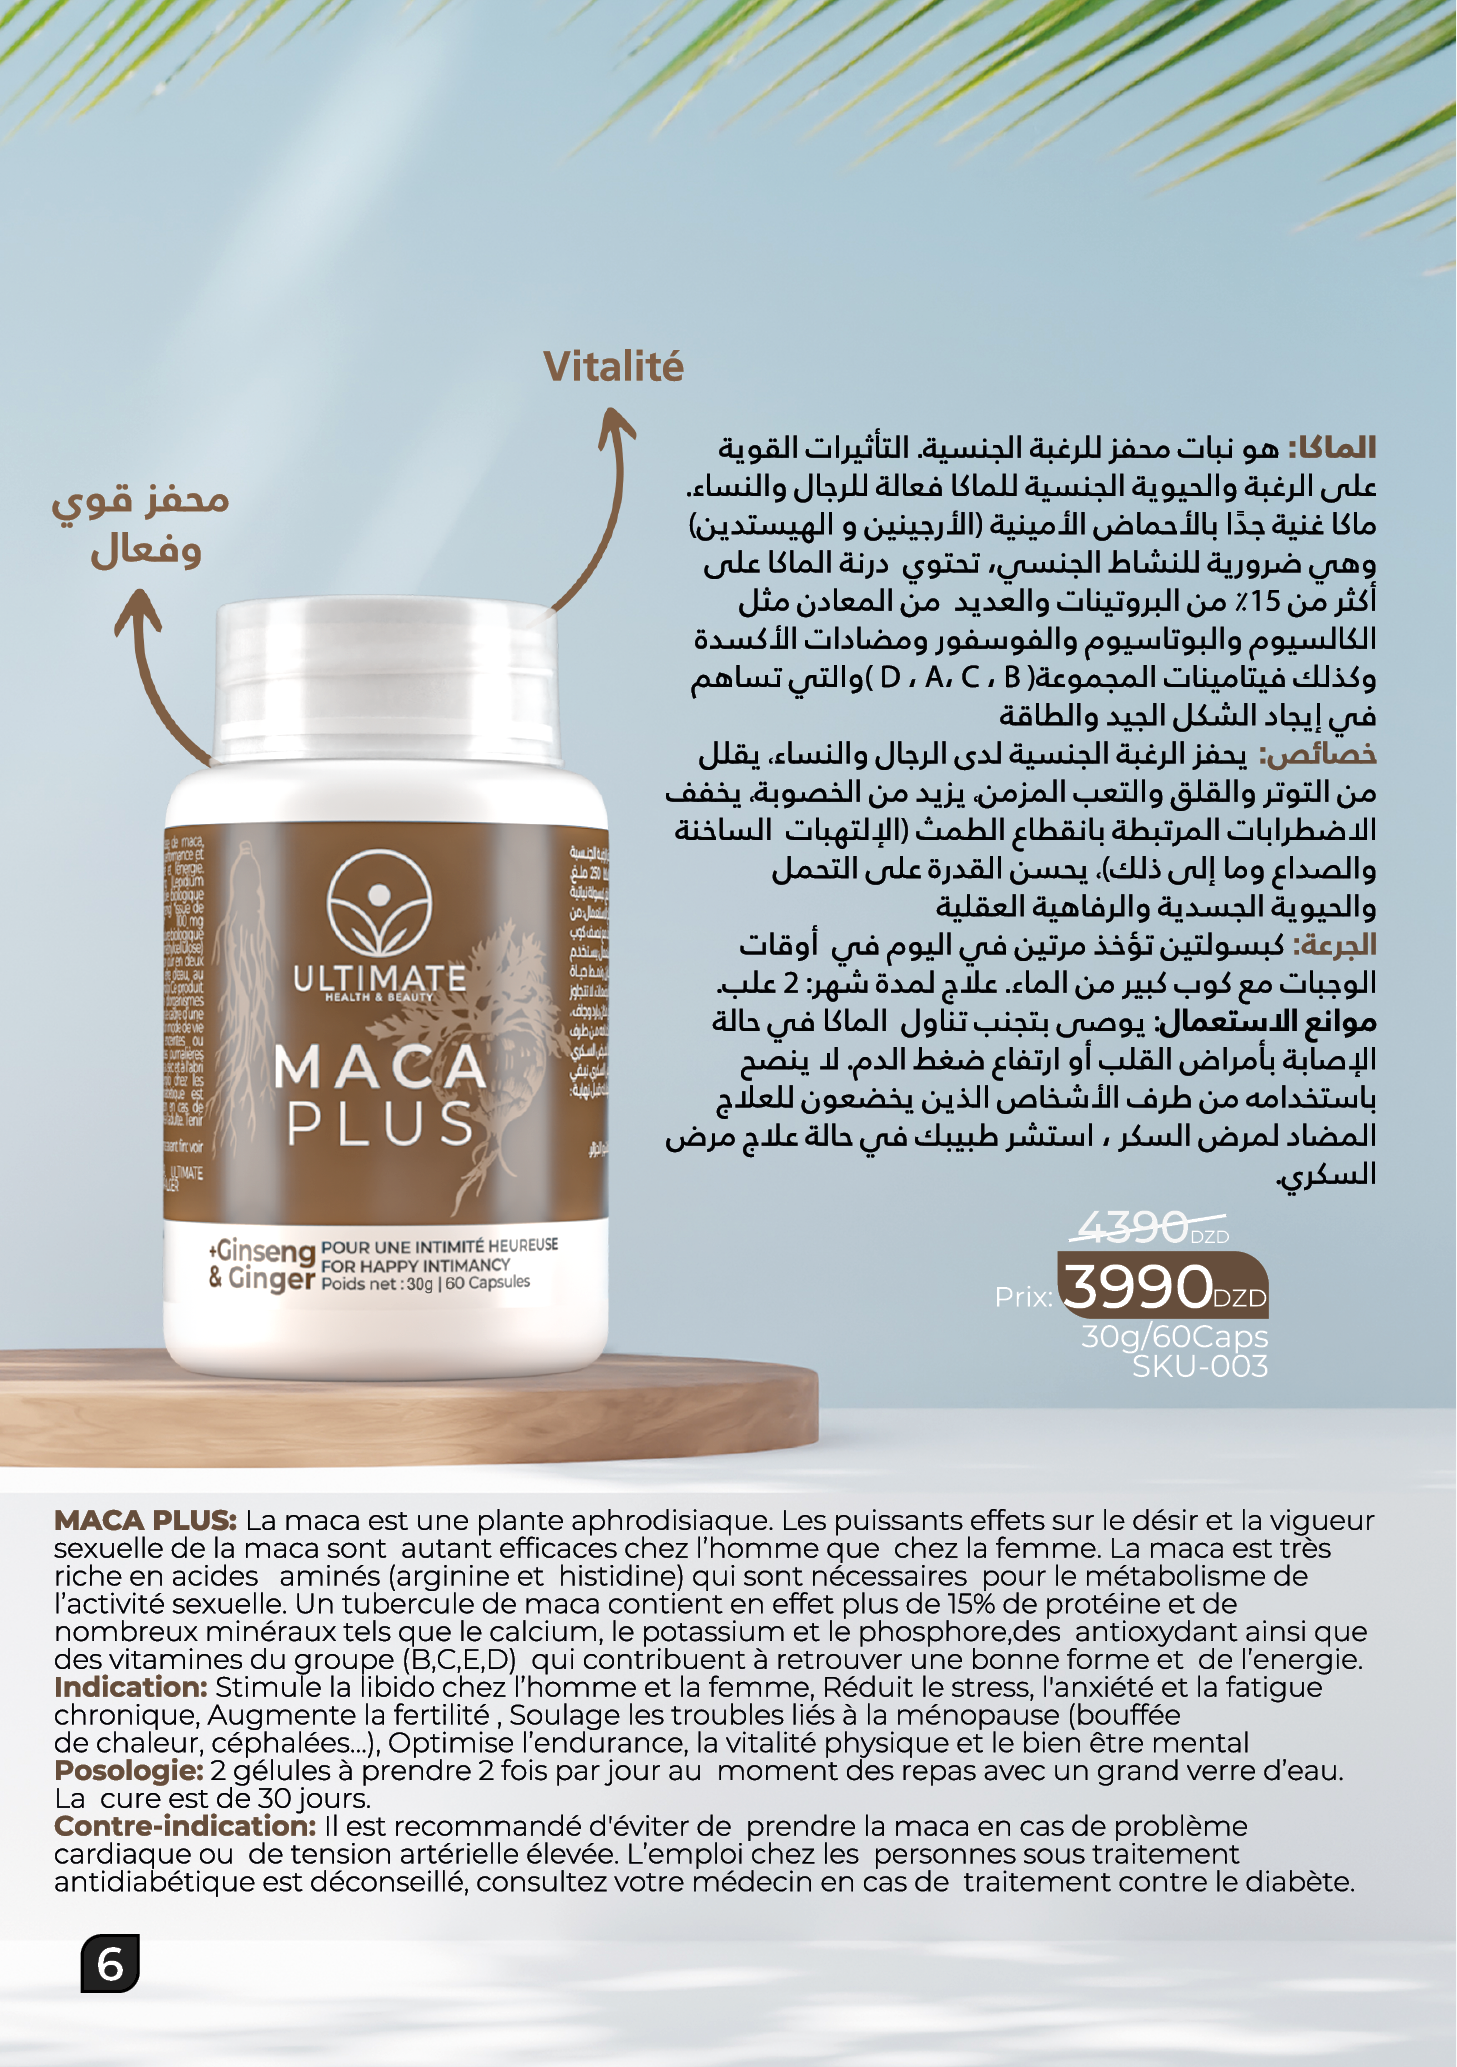 Vitalité
محفز قوي
وفعال
الماكا: هو نبات محفز للرغبة الجنسية. التأثيرات القوية
على الرغبة والحيوية الجنسية للماكا فعالة للرجال والنساء.
ماكا غنية جدًا بالأحماض الأمينية (الأرجينين و الهيستدين)
وهي ضرورية للنشاط الجنسي، تحتوي درنة الماكا على
أكثر من 15٪ من البروتينات والعديد من المعادن مثل
الكالسيوم والبوتاسيوم والفوسفور ومضادات الأكسدة
وكذلك فيتامينات المجموعة( D ، A، C ، B )والتي تساهم
في إيجاد الشكل الجيد والطاقة
خصائص: يحفز الرغبة الجنسية لدى الرجال والنساء، يقلل
من التوتر والقلق والتعب المزمن، يزيد من الخصوبة، يخفف
الاضطرابات المرتبطة بانقطاع الطمث (الإلتهبات الساخنة
والصداع وما إلى ذلك)، يحسن القدرة على التحمل
والحيوية الجسدية والرفاهية العقلية
الجرعة: كبسولتين تؤخذ مرتين في اليوم في أوقات
الوجبات مع كوب كبير من الماء. علاج لمدة شهر: 2 علب.
موانع الاستعمال: يوصى بتجنب تناول الماكا في حالة
الإصابة بأمراض القلب أو ارتفاع ضغط الدم. لا ينصح
باستخدامه من طرف الأشخاص الذين يخضعون للعلاج
المضاد لمرض السكر ، استشر طبيبك في حالة علاج مرض
السكري.
ULTIMATE
HEALTH & BEAUTY
MACA
PLUS
+Ginseng
& Ginger
POUR UNE INTIMITÉ HEUREUSE
FOR HAPPY INTIMANCY
Poids net : 30g | 60 Capsules
4390DZD
Prix: 3990DZD
30g/60Caps
SKU-003
MACA PLUS: La maca est une plante aphrodisiaque. Les puissants effets sur le désir et la vigueur
sexuelle de la maca sont autant efficaces chez l’homme que chez la femme. La maca est très
riche en acides aminés (arginine et histidine) qui sont nécessaires pour le métabolisme de
l’activité sexuelle. Un tubercule de maca contient en effet plus de 15% de protéine et de
nombreux minéraux tels que le calcium, le potassium et le phosphore,des antioxydant ainsi que
des vitamines du groupe (B,C,E,D) qui contribuent à retrouver une bonne forme et de l’energie.
Indication: Stimule la libido chez l’homme et la femme, Réduit le stress, l'anxiété et la fatigue
chronique, Augmente la fertilité , Soulage les troubles liés à la ménopause (bouffée
de chaleur, céphalées...), Optimise l’endurance, la vitalité physique et le bien être mental
Posologie: 2 gélules à prendre 2 fois par jour au moment des repas avec un grand verre d’eau.
La cure est de 30 jours.
Contre-indication: Il est recommandé d'éviter de prendre la maca en cas de problème
cardiaque ou de tension artérielle élevée. L’emploi chez les personnes sous traitement
antidiabétique est déconseillé, consultez votre médecin en cas de traitement contre le diabète.
6